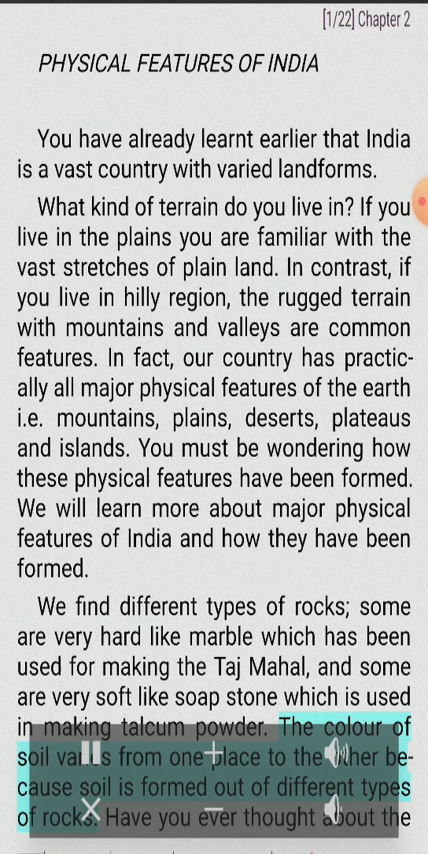 [1/22] Chapter 2
PHYSICAL FEATURES OF INDIA
You have already learnt earlier that India
is a vast country with varied landforms.
What kind of terrain do you live in? If you
live in the plains you are familiar with the
vast stretches of plain land. In contrast, if
you live in hilly region, the rugged terrain
with mountains and valleys are common
features. In fact, our country has practic-
ally all major physical features of the earth
i.e. mountains, plains, deserts, plateaus
and islands. You must be wondering how
these physical features have been formed.
We will learn more about major physical
features of India and how they have been
formed.
We find different types of rocks; some
are very hard like marble which has been
used for making the Taj Mahal, and some
are very soft like soap stone which is used
in making talcum powder. The colour of
soil varies from one place to the other be-
cause soil is formed out of different types
of rocks. Have you ever thought about the